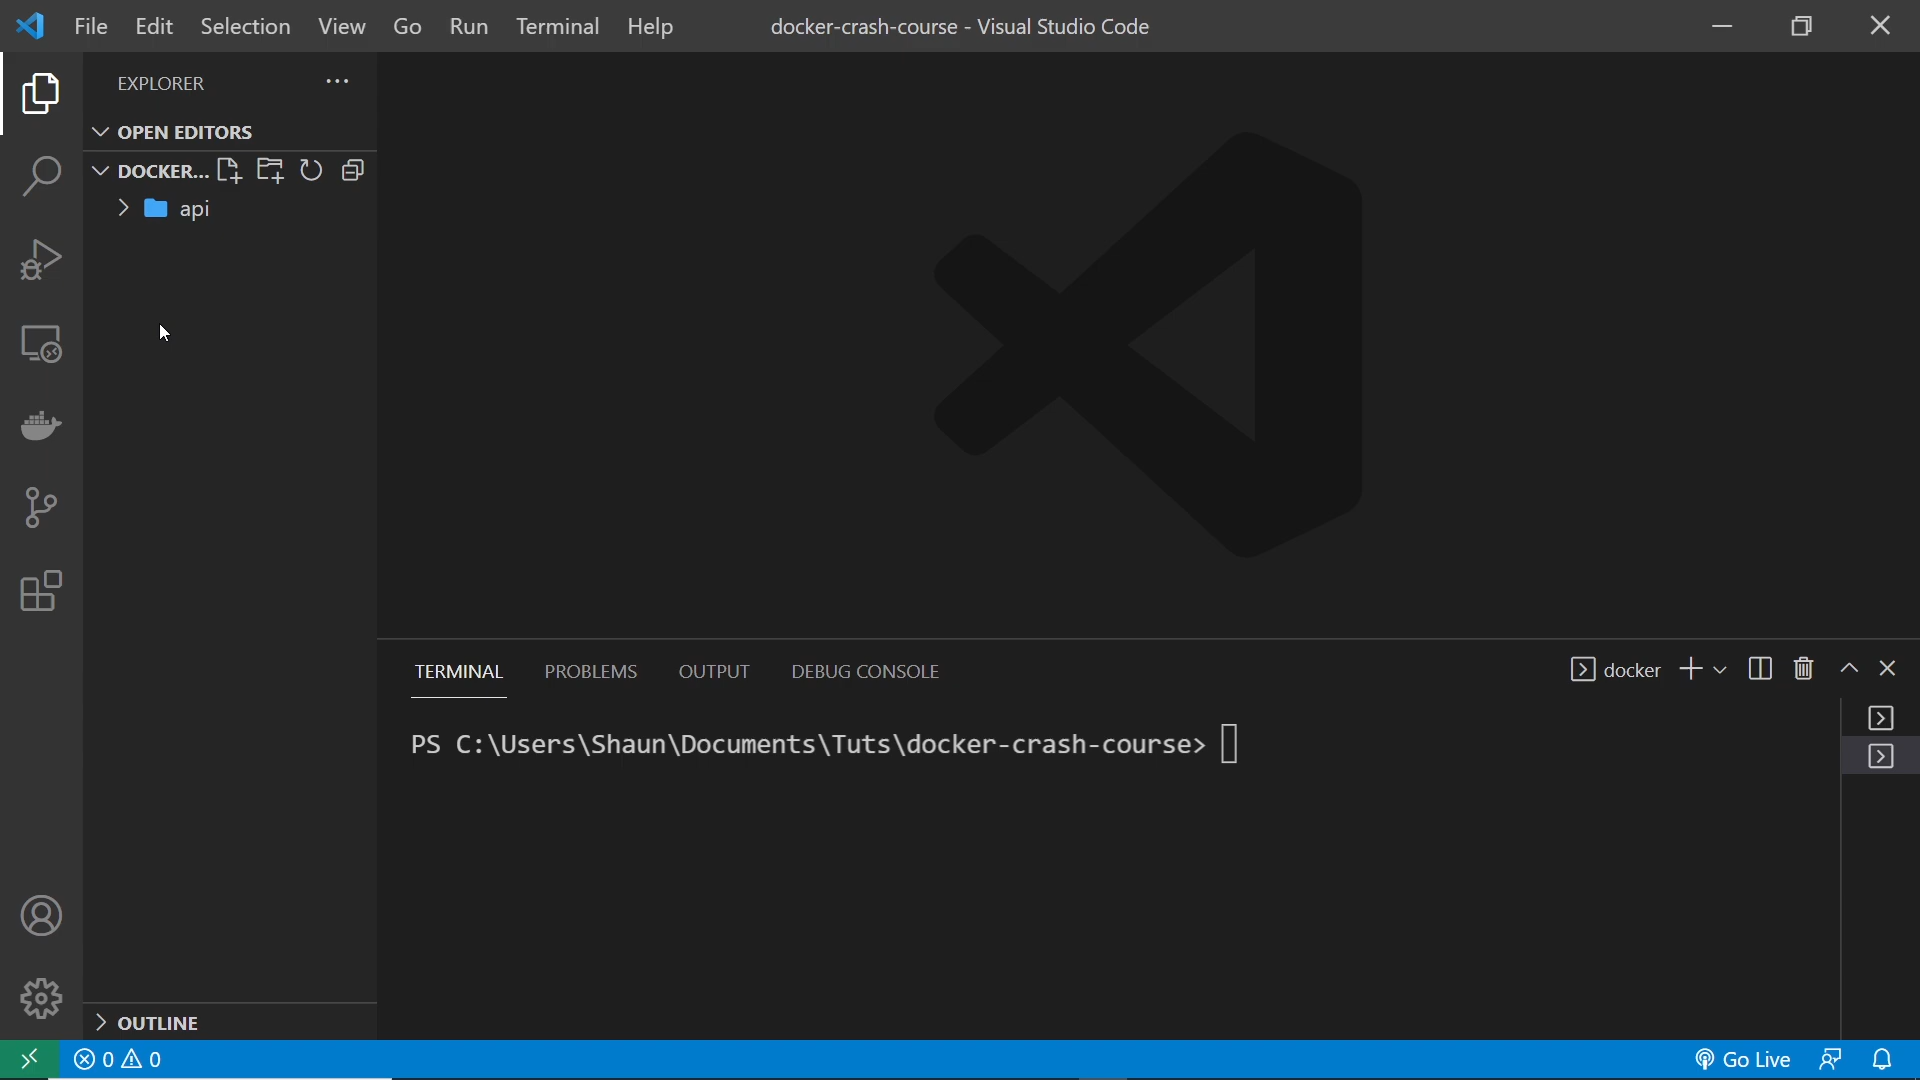 File Edit Selection View Go Run Terminal Help
docker-crash-course - Visual Studio Code
EXPLORER
OPEN EDITORS
DOCKER...
api
OUTLINE
TERMINAL PROBLEMS OUTPUT DEBUG CONSOLE
docker
PS C:\Users\Shaun\Documents\Tuts\docker-crash-course>
0 0
Go Live